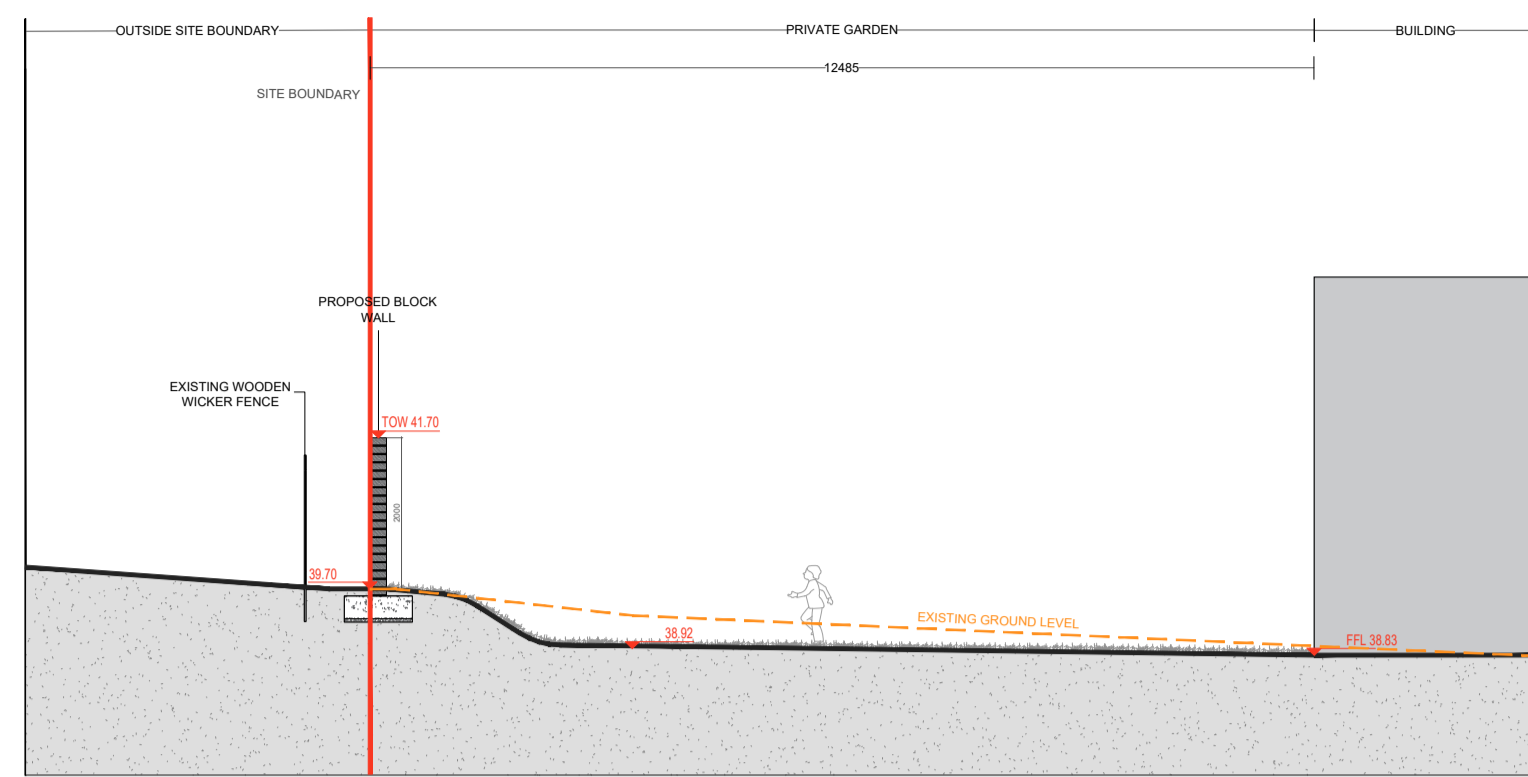 OUTSIDE SITE BOUNDARY
PRIVATE GARDEN
BUILDING
12485
SITE BOUNDARY
PROPOSED BLOCK
WALL
EXISTING WOODEN
WICKER FENCE
TOW 41.70
2000
39.70
EXISTING GROUND LEVEL
38.92
FFL 38.83